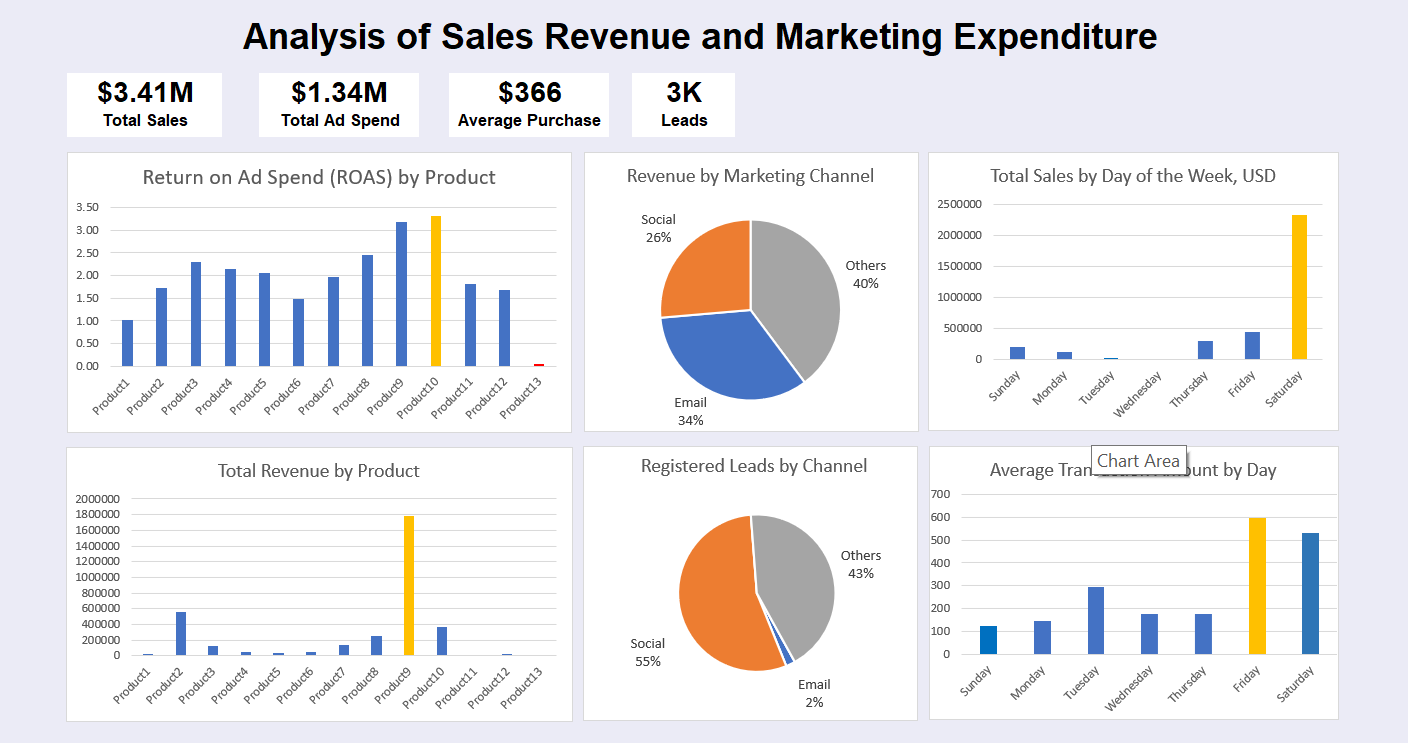 Analysis of Sales Revenue and Marketing Expenditure
$3.41M
Total Sales
$1.34M
Total Ad Spend
$366
Average Purchase
3K
Leads
Return on Ad Spend (ROAS) by Product
3.50
3.00
2.50
2.00
1.50
1.00
0.50
0.00
Product1
Product2
Product3
Product4
Product5
Product6
Product7
Product8
Product9
Product10
Product11
Product12
Product13
Revenue by Marketing Channel
Social
26%
Others
40%
Email
34%
Total Sales by Day of the Week, USD
2500000
2000000
1500000
1000000
500000
0
Sunday
Monday
Tuesday
Wednesday
Thursday
Friday
Saturday
Total Revenue by Product
2000000
1800000
1600000
1400000
1200000
1000000
800000
600000
400000
200000
0
Product1
Product2
Product3
Product4
Product5
Product6
Product7
Product8
Product9
Product10
Product11
Product12
Product13
Registered Leads by Channel
Others
43%
Social
55%
Email
2%
Chart Area
Average by Day
700
600
500
400
300
200
100
0
Sunday
Monday
Tuesday
Wednesday
Thursday
Friday
Saturday